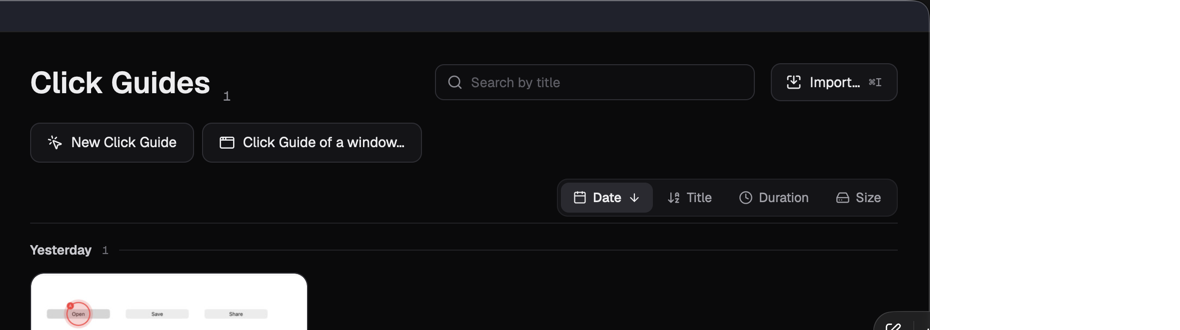 Click Guides 1
Search by title
Import... ⌘I
New Click Guide
Click Guide of a window...
Date ↓
Title
Duration
Size
Yesterday 1
Open
Save
Share